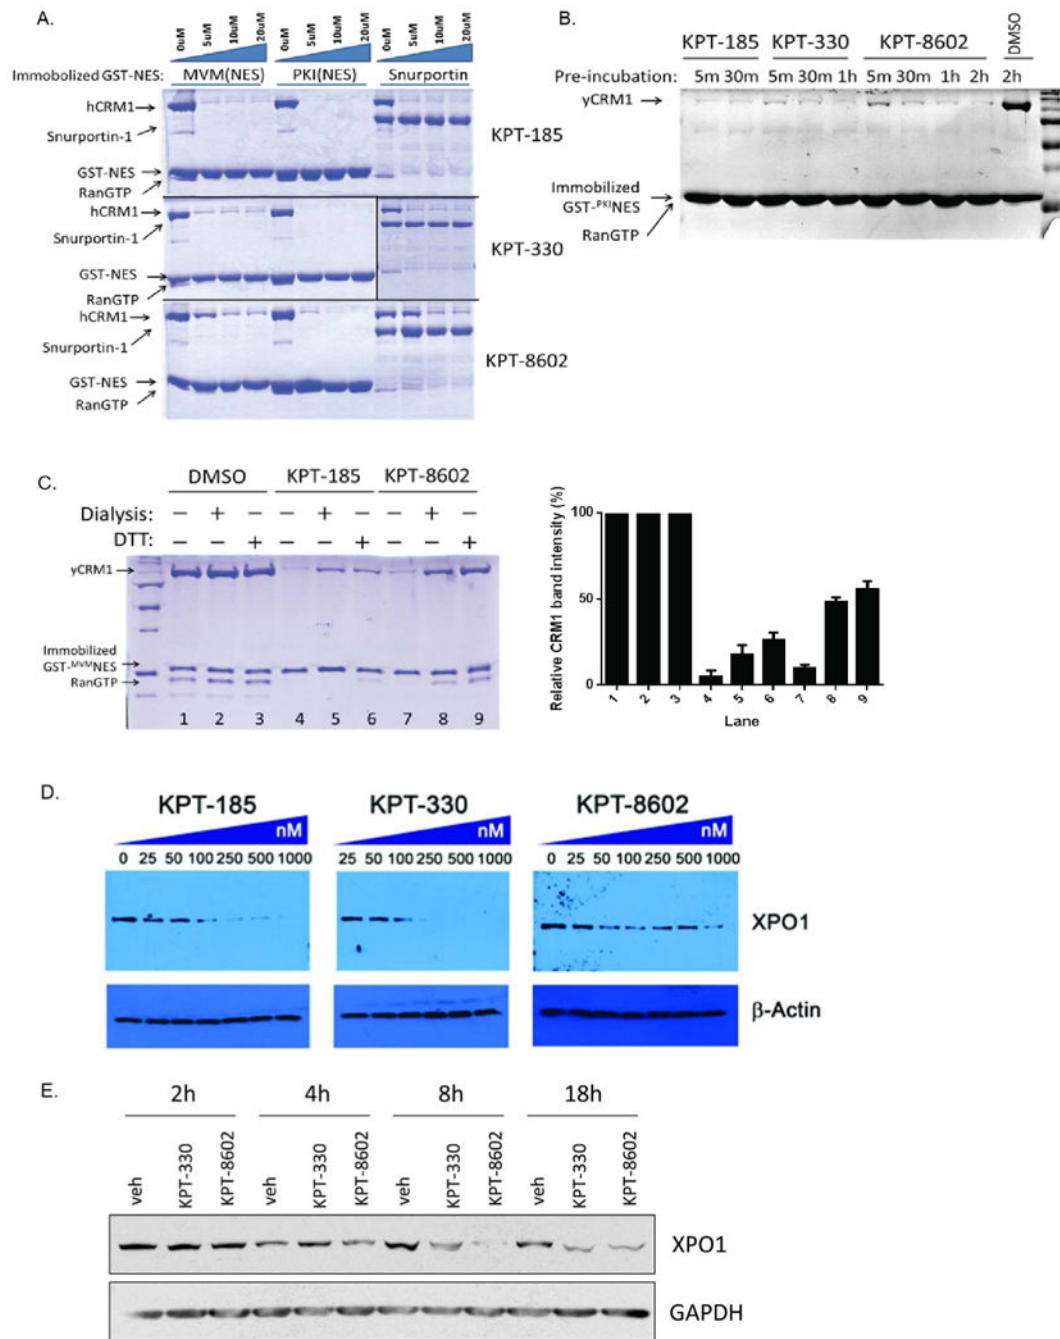 A.
0uM 5uM 10uM 20uM 0uM 5uM 10uM 20uM 0uM 5uM 10uM 20uM
Immobolized GST-NES: MVM(NES) PKI(NES) Snurportin
hCRM1
Snurportin-1
GST-NES
RanGTP
KPT-185
hCRM1
Snurportin-1
GST-NES
RanGTP
KPT-330
hCRM1
Snurportin-1
GST-NES
RanGTP
KPT-8602
B.
KPT-185 KPT-330 KPT-8602 DMSO
Pre-incubation: 5m 30m 5m 30m 1h 5m 30m 1h 2h 2h
yCRM1
Immobilized
GST-PKINES
RanGTP
C.
DMSO KPT-185 KPT-8602
Dialysis: − + − − + − − + −
DTT: − − + − − + − − +
yCRM1
Immobilized
GST-MVMNES
RanGTP
1 2 3 4 5 6 7 8 9
Relative CRM1 band intensity (%)
100
50
0
1 2 3 4 5 6 7 8 9
Lane
D.
KPT-185 KPT-330 KPT-8602
nM nM nM
0 25 50 100 250 500 1000 25 50 100 250 500 1000 0 25 50 100 250 500 1000
XPO1
β-Actin
E.
2h 4h 8h 18h
veh KPT-330 KPT-8602 veh KPT-330 KPT-8602 veh KPT-330 KPT-8602 veh KPT-330 KPT-8602
XPO1
GAPDH